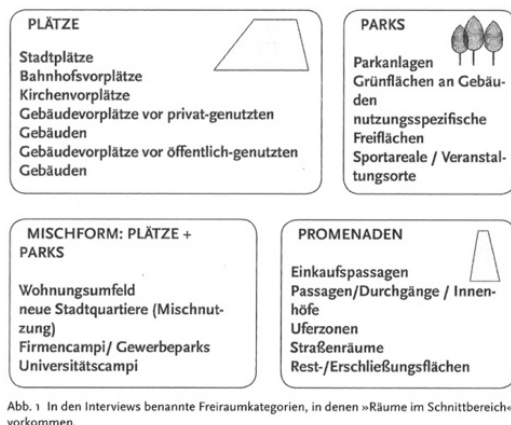 PLÄTZE
Stadtplätze
Bahnhofsvorplätze
Kirchenvorplätze
Gebäudevorplätze vor privat-genutzten
Gebäuden
Gebäudevorplätze vor öffentlich-genutzten
Gebäuden
PARKS
Parkanlagen
Grünflächen an Gebäu-
den
nutzungsspezifische
Freiflächen
Sportareale / Veranstal-
tungsorte
MISCHFORM: PLÄTZE +
PARKS
Wohnungsumfeld
neue Stadtquartiere (Mischnut-
zung)
Firmencampi/ Gewerbeparks
Universitätscampi
PROMENADEN
Einkaufspassagen
Passagen/Durchgänge / Innen-
höfe
Uferzonen
Straßenräume
Rest-/Erschließungsflächen
Abb. 1 In den Interviews benannte Freiraumkategorien, in denen »Räume im Schnittbereich«
vorkommen.